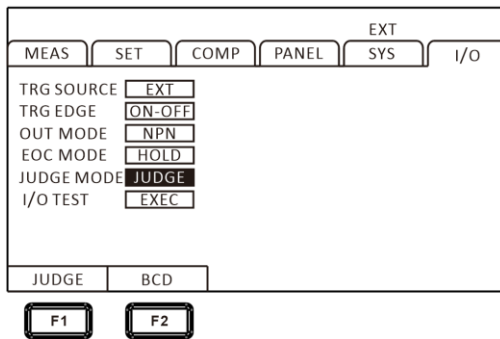 EXT
MEAS SET COMP PANEL SYS I/O
TRG SOURCE EXT
TRG EDGE ON-OFF
OUT MODE NPN
EOC MODE HOLD
JUDGE MODE JUDGE
I/O TEST EXEC
JUDGE BCD
F1 F2